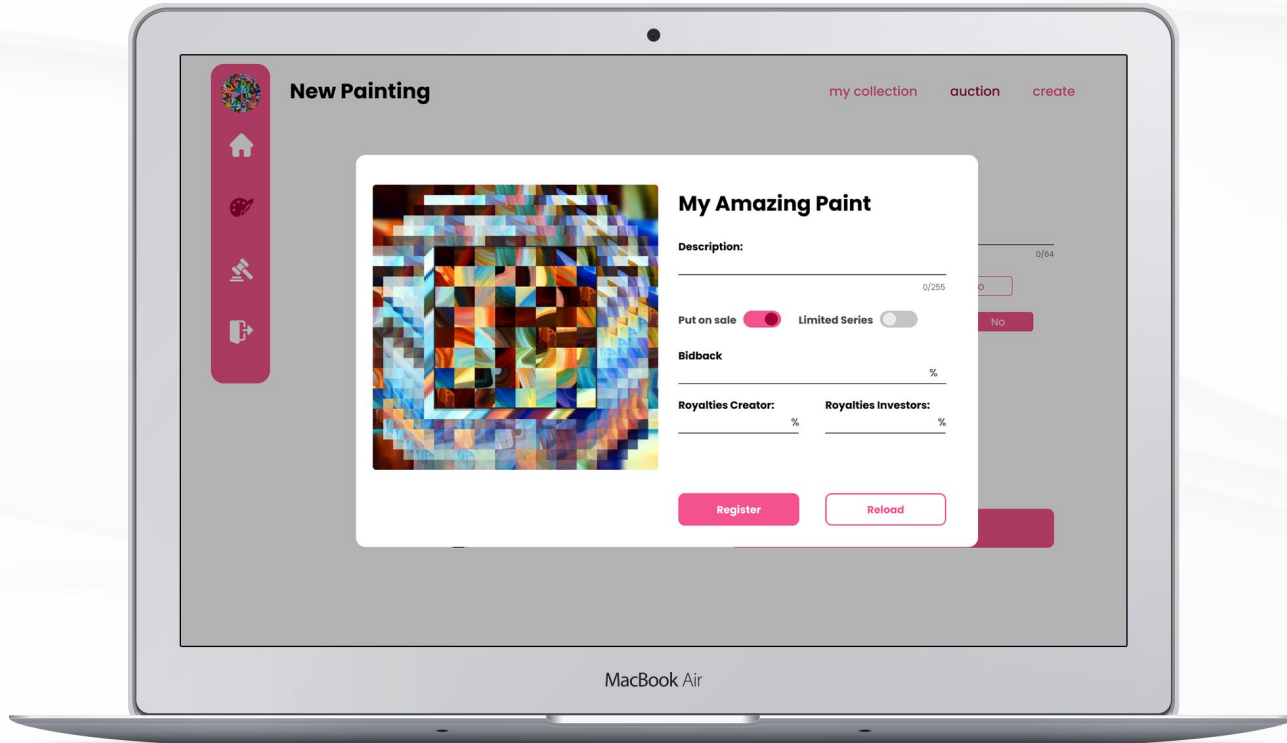 New Painting
my collection auction create
My Amazing Paint
Description:
0/255
0/64
o
Put on sale Limited Series
No
Bidback
%
Royalties Creator: Royalties Investors:
% %
Register Reload
MacBook Air